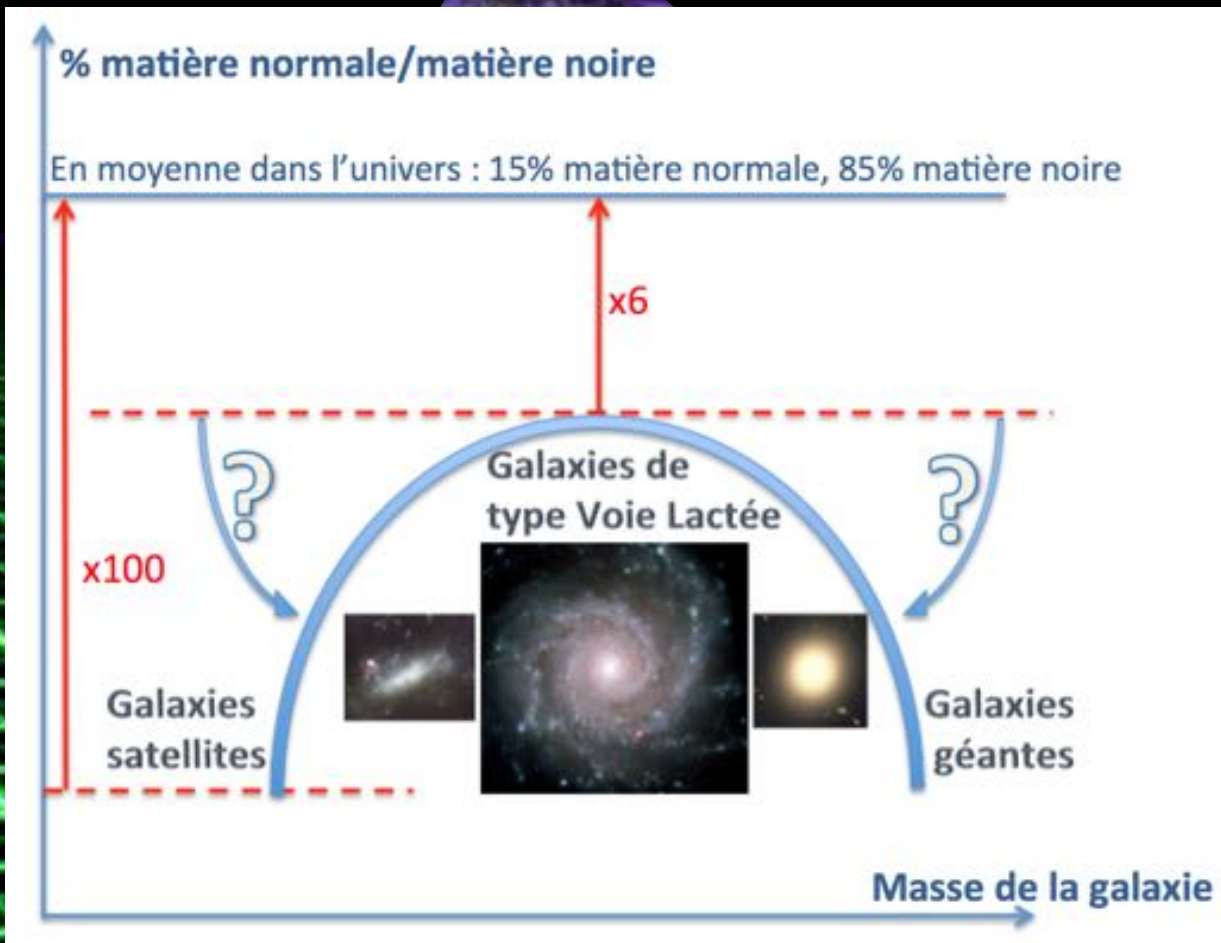 % matière normale/matière noire
En moyenne dans l'univers : 15% matière normale, 85% matière noire
x6
?
?
Galaxies de
type Voie Lactée
x100
Galaxies
satellites
Galaxies
géantes
Masse de la galaxie